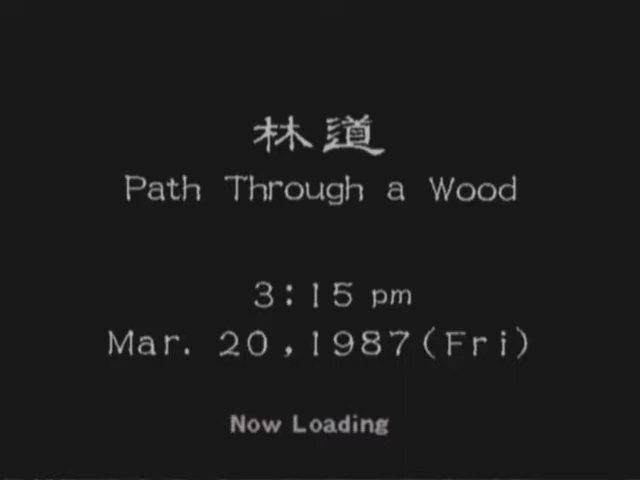 林道
Path Through a Wood
3:15 pm
Mar. 20,1987(Fri)
Now Loading